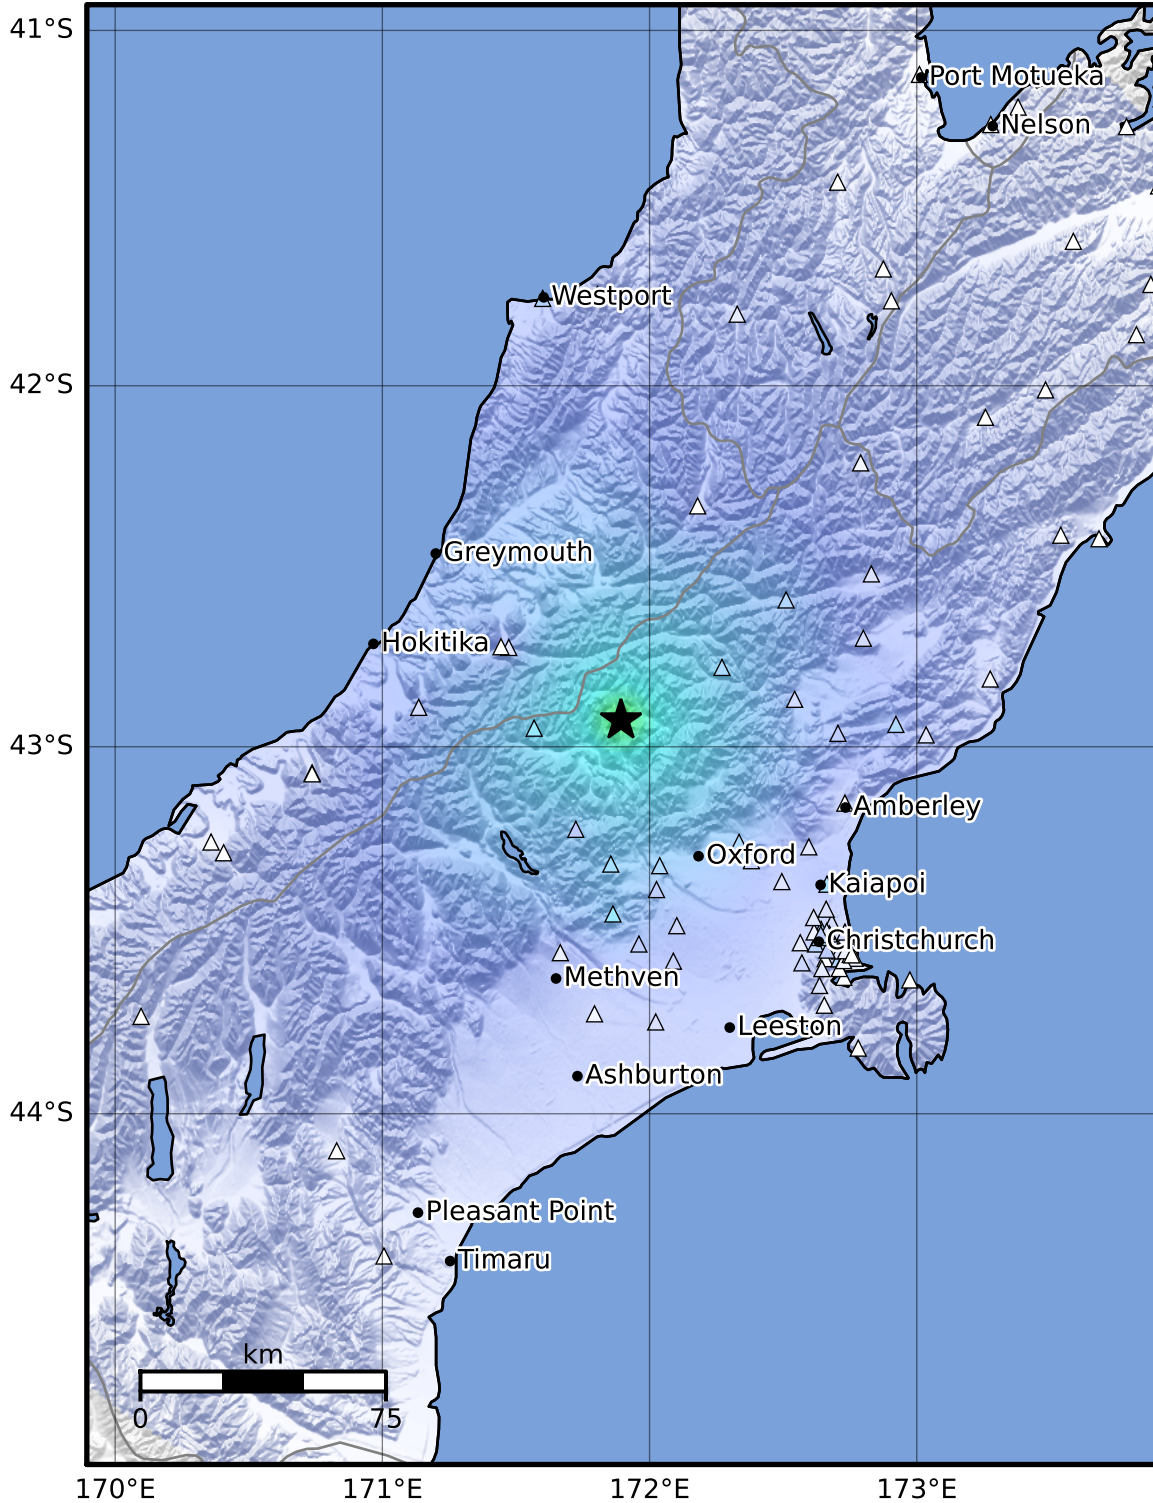 41°S
Port Motueka
Nelson
Westport
42°S
Greymouth
Hokitika
43°S
Amberley
Oxford
Kaiapoi
Christchurch
Methven
Leeston
Ashburton
44°S
Pleasant Point
Timaru
km
0 75
170°E 171°E 172°E 173°E